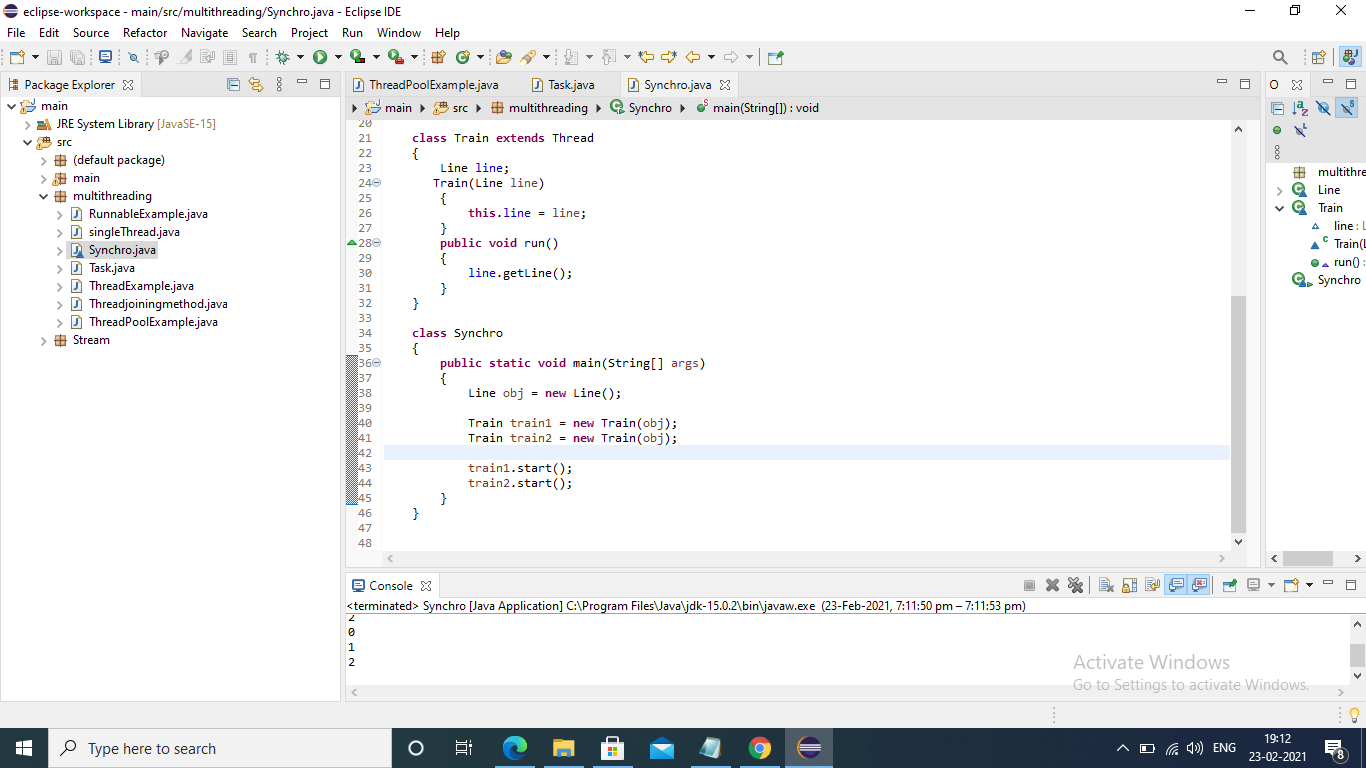 eclipse-workspace - main/src/multithreading/Synchro.java - Eclipse IDE
File Edit Source Refactor Navigate Search Project Run Window Help
Package Explorer
main
JRE System Library [JavaSE-15]
src
(default package)
main
multithreading
RunnableExample.java
singleThread.java
Synchro.java
Task.java
ThreadExample.java
Threadjoiningmethod.java
ThreadPoolExample.java
Stream
ThreadPoolExample.java Task.java Synchro.java
main src multithreading Synchro main(String[]) : void
20
21 class Train extends Thread
22 {
23 Line line;
24 Train(Line line)
25 {
26 this.line = line;
27 }
28 public void run()
29 {
30 line.getLine();
31 }
32 }
33
34 class Synchro
35 {
36 public static void main(String[] args)
37 {
38 Line obj = new Line();
39
40 Train train1 = new Train(obj);
41 Train train2 = new Train(obj);
42
43 train1.start();
44 train2.start();
45 }
46 }
47
48
O
multithre
Line
Train
line : L
Train(L
run() :
Synchro
Console
<terminated> Synchro [Java Application] C:\Program Files\Java\jdk-15.0.2\bin\javaw.exe (23-Feb-2021, 7:11:50 pm – 7:11:53 pm)
2
0
1
2
Activate Windows
Go to Settings to activate Windows.
Type here to search
ENG
19:12
23-02-2021
8